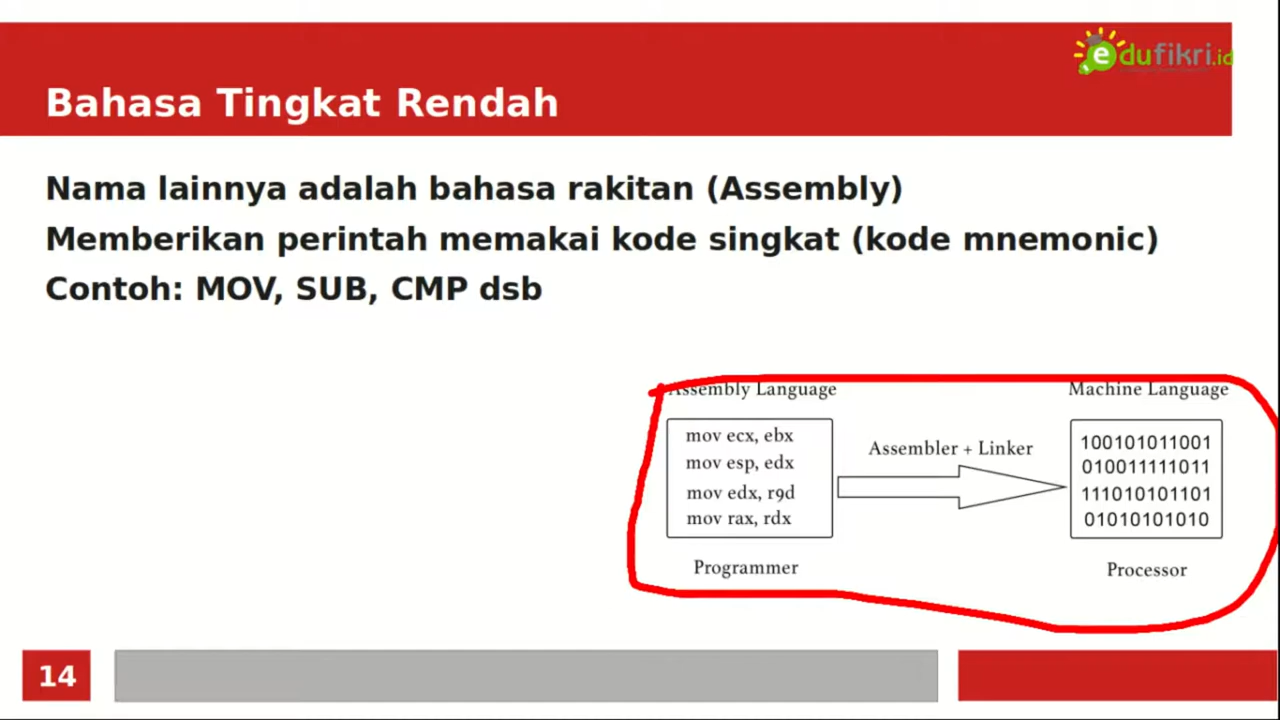 edufikri.id
Bahasa Tingkat Rendah
Nama lainnya adalah bahasa rakitan (Assembly)
Memberikan perintah memakai kode singkat (kode mnemonic)
Contoh: MOV, SUB, CMP dsb
Assembly Language
mov ecx, ebx
mov esp, edx
mov edx, r9d
mov rax, rdx
Programmer
Assembler + Linker
Machine Language
100101011001
010011111011
111010101101
01010101010
Processor
14